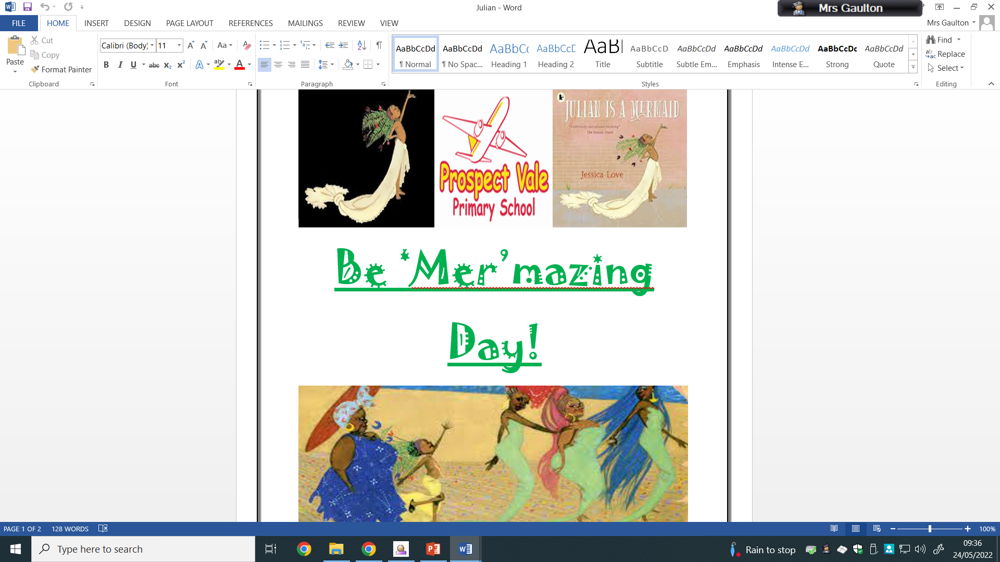 Julian - Word
Mrs Gaulton
FILE HOME INSERT DESIGN PAGE LAYOUT REFERENCES MAILINGS REVIEW VIEW
Mrs Gaulton
Paste
Cut
Copy
Format Painter
Clipboard
Calibri (Body) 11
Font
Paragraph
AaBbCcDd AaBbCcDd AaBbCc AaBbCcD AaBl AaBbCcD AaBbCcDd AaBbCcDd AaBbCcDd AaBbCcDc AaBbCcDd
¶ Normal ¶ No Spac... Heading 1 Heading 2 Title Subtitle Subtle Em... Emphasis Intense E... Strong Quote
Styles
Find
Replace
Select
Editing
Prospect Vale
Primary School
JULIAN IS A MERMAID
The Sunday Times
Jessica Love
Be ‘Mer’mazing
Day!
PAGE 1 OF 2 128 WORDS
100%
Type here to search
Rain to stop
09:36
24/05/2022